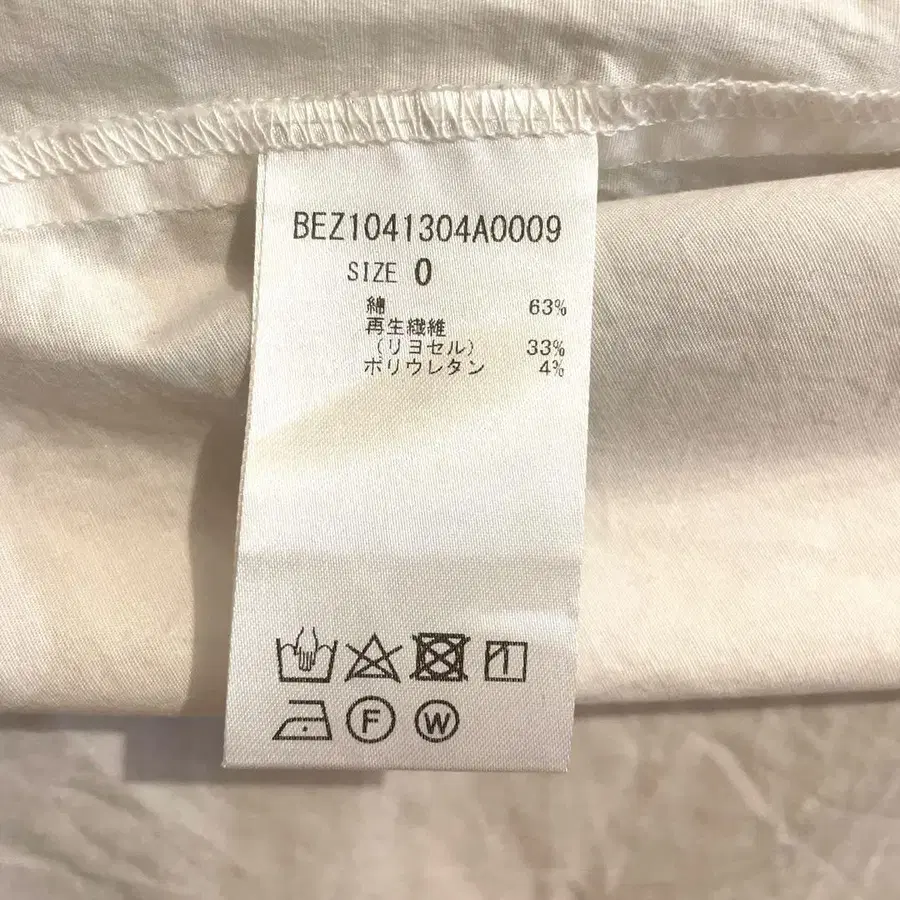 BEZ1041304A0009
SIZE 0
綿 63%
再生繊維
(リヨセル) 33%
ポリウレタン 4%
F W